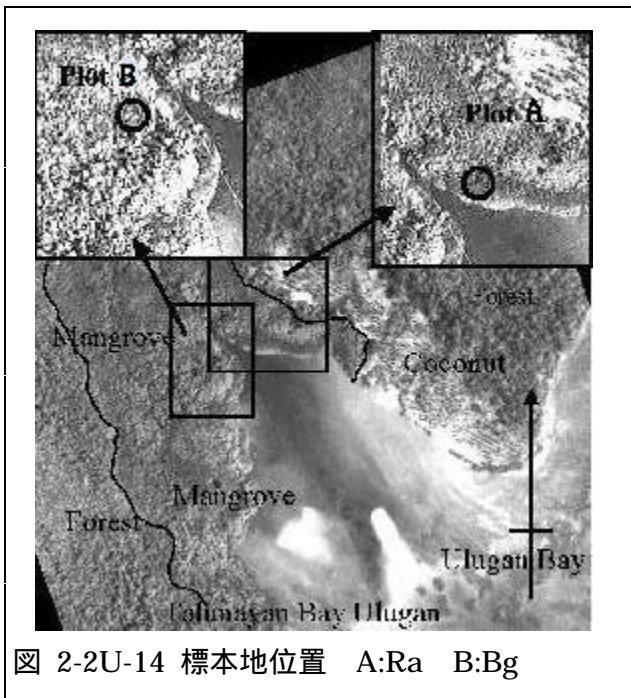 Plot B
Plot A
Forest
Mangrove
Coconut
Mangrove
Forest
Ulugan Bay
Bay Ulugan
図 2-2U-14 標本地位置 A:Ra B:Bg